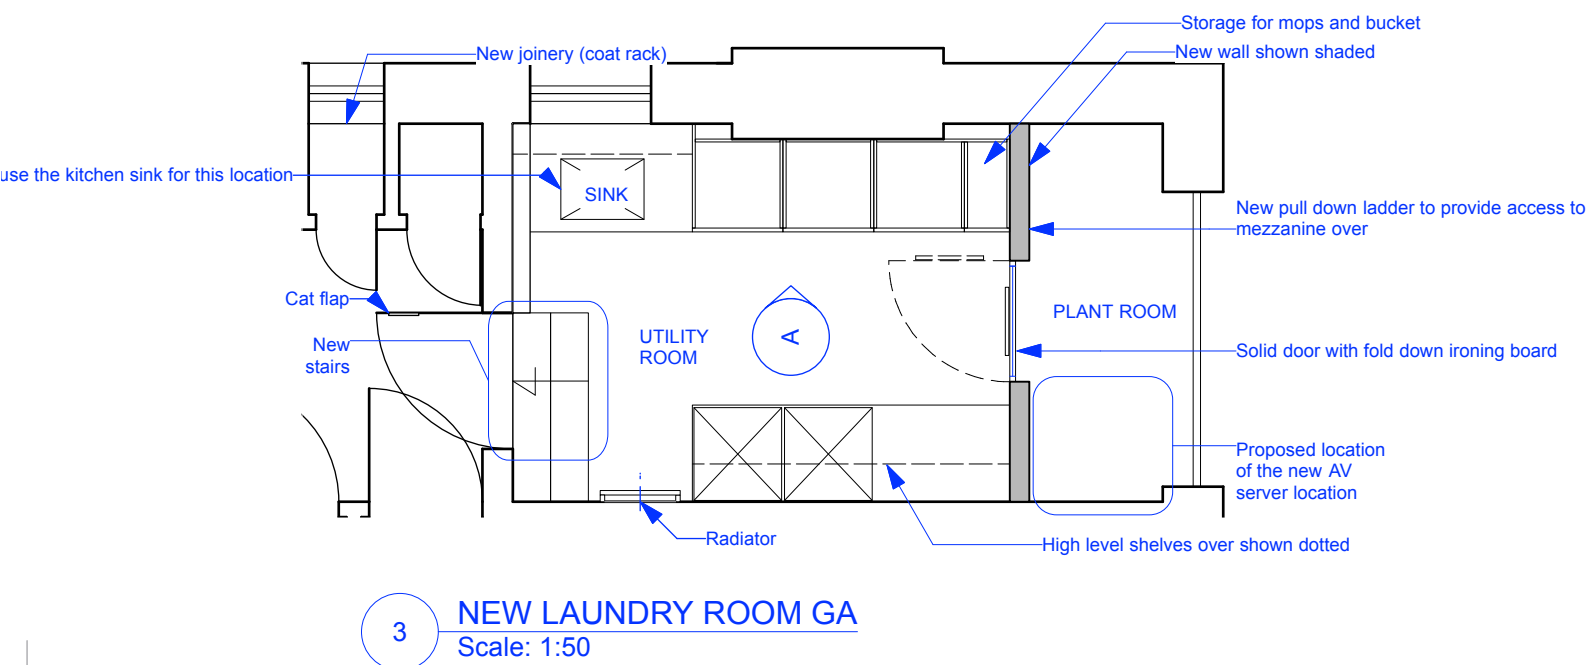 Storage for mops and bucket
New joinery (coat rack)
New wall shown shaded
use the kitchen sink for this location
SINK
New pull down ladder to provide access to
mezzanine over
Cat flap
PLANT ROOM
UTILITY
ROOM
A
New
stairs
Solid door with fold down ironing board
Proposed location
of the new AV
server location
Radiator
High level shelves over shown dotted
3
NEW LAUNDRY ROOM GA
Scale: 1:50